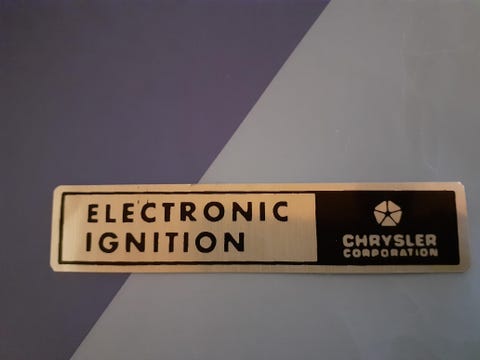 ELECTRONIC
IGNITION
CHRYSLER
CORPORATION